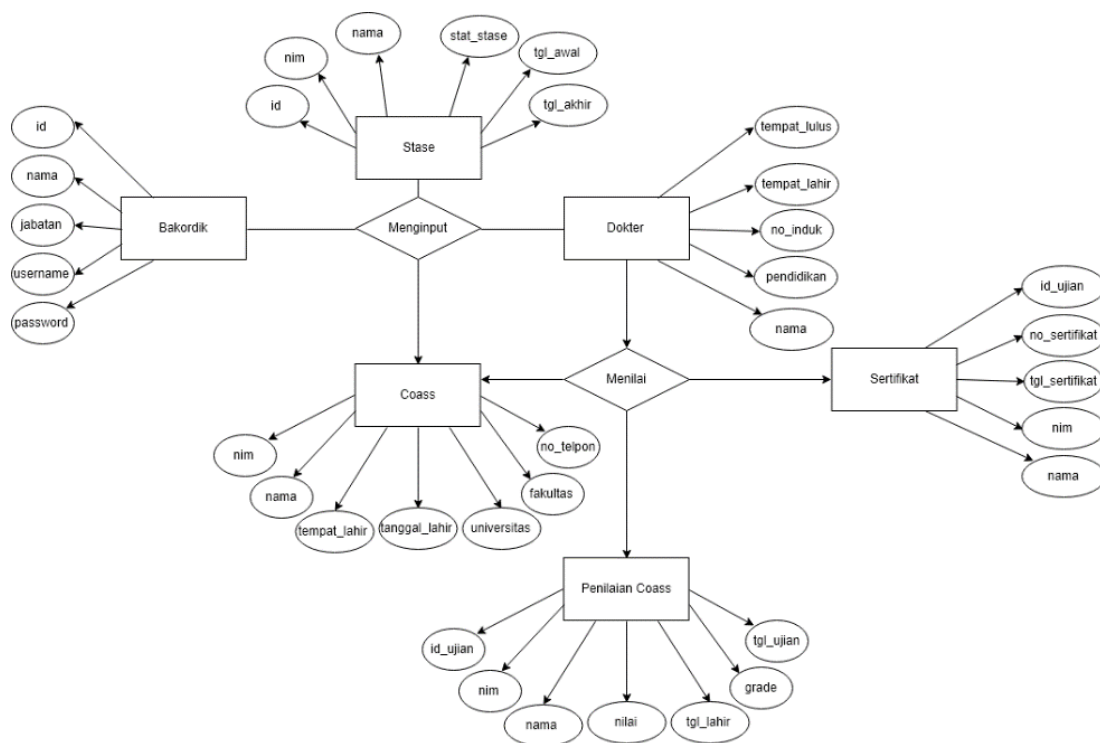 nama
stat_stase
nim
tgl_awal
id
tgl_akhir
Stase
id
nama
jabatan
username
password
Bakordik
Menginput
Dokter
tempat_lulus
tempat_lahir
no_induk
pendidikan
nama
Coass
Menilai
Sertifikat
id_ujian
no_sertifikat
tgl_sertifikat
nim
nama
nim
nama
tempat_lahir
tanggal_lahir
universitas
fakultas
no_telpon
Penilaian Coass
id_ujian
nim
nama
nilai
tgl_lahir
grade
tgl_ujian